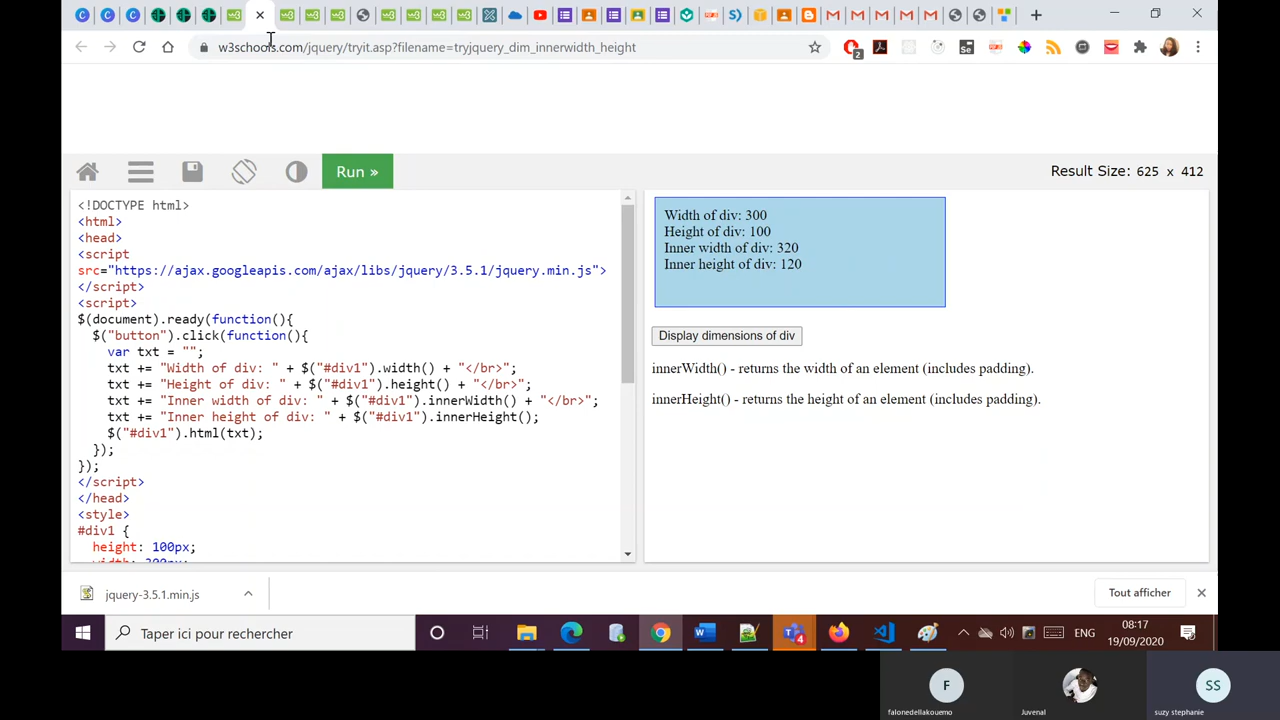 w3schools.com/jquery/tryit.asp?filename=tryjquery_dim_innerwidth_height
2
Run »
Result Size: 625 x 412
<!DOCTYPE html>
<html>
<head>
<script
src="https://ajax.googleapis.com/ajax/libs/jquery/3.5.1/jquery.min.js">
</script>
<script>
$(document).ready(function(){
$("button").click(function(){
var txt = "";
txt += "Width of div: " + $("#div1").width() + "</br>";
txt += "Height of div: " + $("#div1").height() + "</br>";
txt += "Inner width of div: " + $("#div1").innerWidth() + "</br>";
txt += "Inner height of div: " + $("#div1").innerHeight();
$("#div1").html(txt);
});
});
</script>
</head>
<style>
#div1 {
height: 100px;
width: 300px;
Width of div: 300
Height of div: 100
Inner width of div: 320
Inner height of div: 120
Display dimensions of div
innerWidth() - returns the width of an element (includes padding).
innerHeight() - returns the height of an element (includes padding).
jquery-3.5.1.min.js
Tout afficher
Taper ici pour rechercher
4
ENG
08:17
19/09/2020
F
SS
falonedellakouemo
Juvenal
suzy stephanie